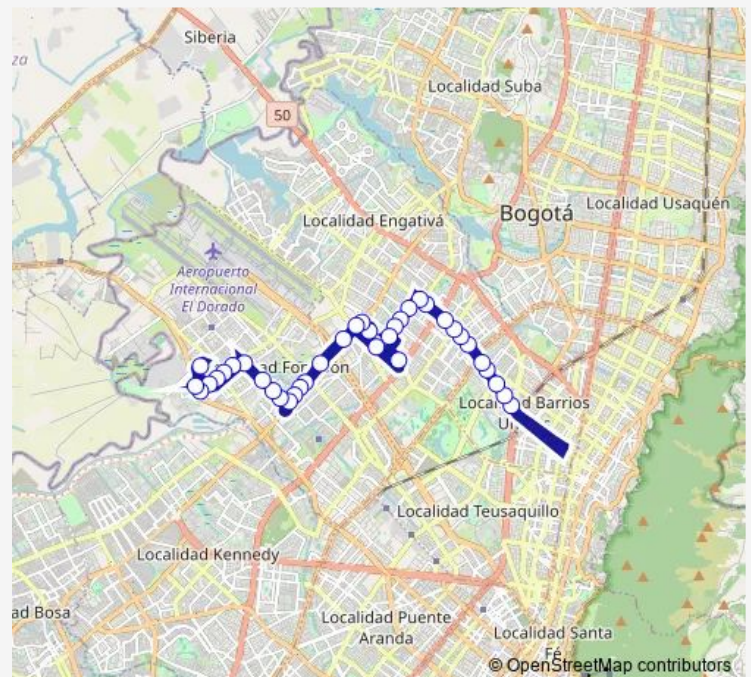 Siberia
Localidad Suba
50
Localidad Usaquén
Bogotá
Localidad Engativá
Aeropuerto
Internacional
El Dorado
Localidad Barrios
Localidad Teusaquillo
Localidad Kennedy
Localidad Puente
Aranda
Localidad Santa
Fé
© OpenStreetMap contributors